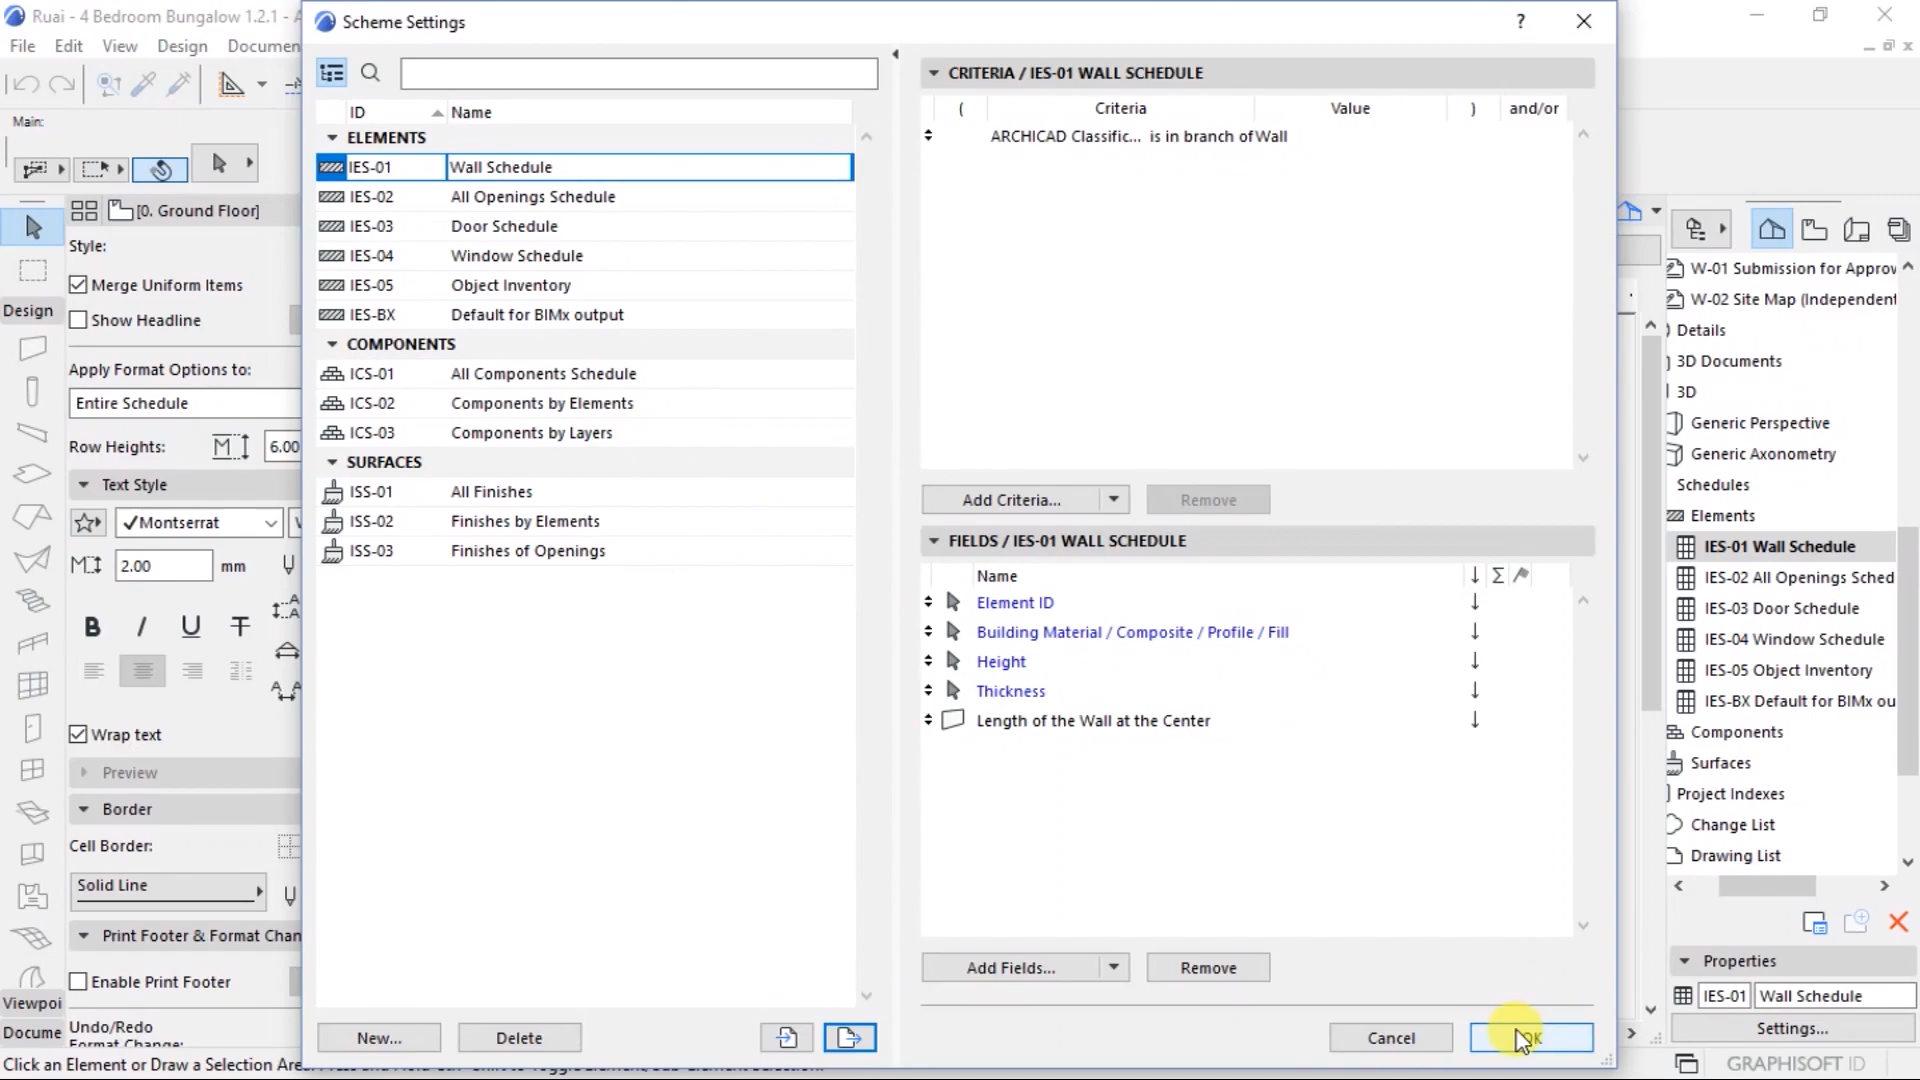 Ruai - 4 Bedroom Bungalow 1.2.1 -
File Edit View Design Documen
Main:
[0. Ground Floor]
Style:
Merge Uniform Items
Design
Show Headline
Apply Format Options to:
Entire Schedule
Row Heights:
6.00
Text Style
✓Montserrat
2.00
mm
B I U T
Wrap text
Preview
Border
Cell Border:
Solid Line
Print Footer & Format Chan
Enable Print Footer
Viewpoi
Docume
Undo/Redo
Format Change:
Click an Element or Draw a Selection Area.
Scheme Settings
?
ID Name
ELEMENTS
IES-01 Wall Schedule
IES-02 All Openings Schedule
IES-03 Door Schedule
IES-04 Window Schedule
IES-05 Object Inventory
IES-BX Default for BIMx output
COMPONENTS
ICS-01 All Components Schedule
ICS-02 Components by Elements
ICS-03 Components by Layers
SURFACES
ISS-01 All Finishes
ISS-02 Finishes by Elements
ISS-03 Finishes of Openings
New... Delete
CRITERIA / IES-01 WALL SCHEDULE
( Criteria Value ) and/or
ARCHICAD Classific... is in branch of Wall
Add Criteria... Remove
FIELDS / IES-01 WALL SCHEDULE
Name ↓ Σ
Element ID ↓
Building Material / Composite / Profile / Fill ↓
Height ↓
Thickness ↓
Length of the Wall at the Center ↓
Add Fields... Remove
Cancel OK
W-01 Submission for Approv
W-02 Site Map (Independent
Details
3D Documents
3D
Generic Perspective
Generic Axonometry
Schedules
Elements
IES-01 Wall Schedule
IES-02 All Openings Sched
IES-03 Door Schedule
IES-04 Window Schedule
IES-05 Object Inventory
IES-BX Default for BIMx ou
Components
Surfaces
Project Indexes
Change List
Drawing List
Properties
IES-01 Wall Schedule
Settings...
GRAPHISOFT ID